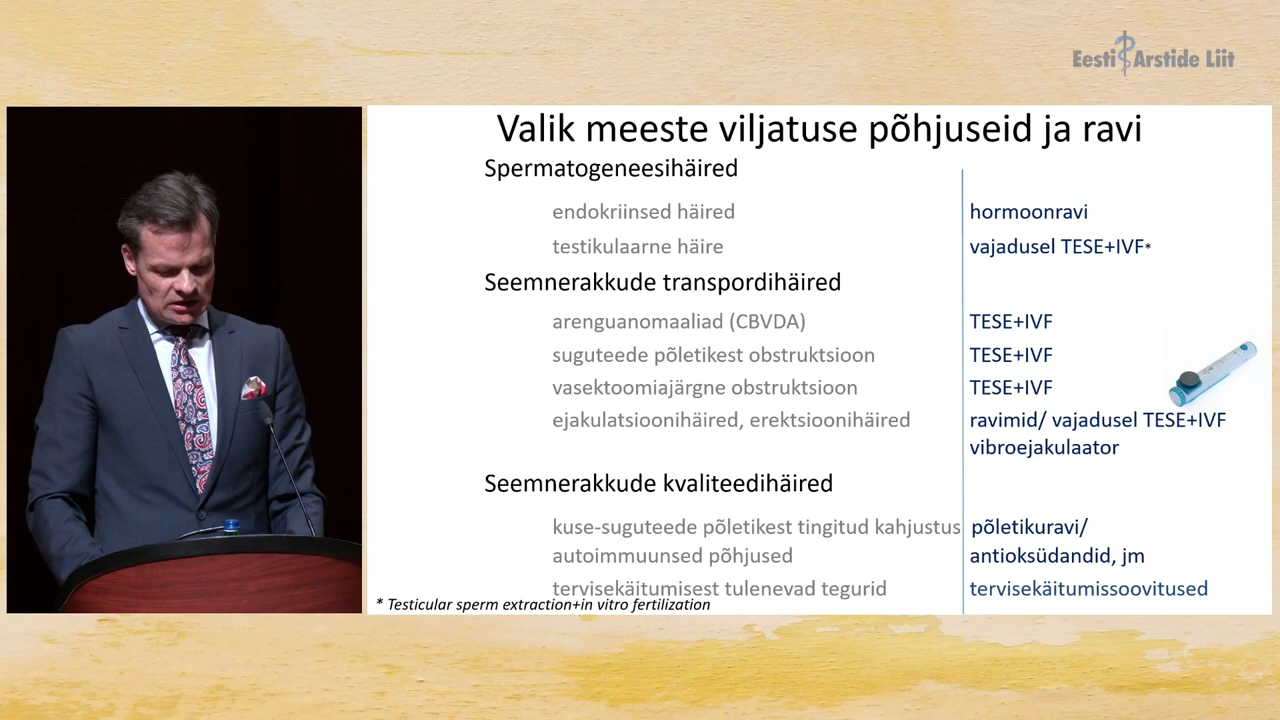 Eesti Arstide Liit
Valik meeste viljatuse põhjuseid ja ravi
Spermatogeneesihäired
endokriinsed häired hormoonravi
testikulaarne häire vajadusel TESE+IVF*
Seemnerakkude transpordihäired
arenguanomaaliad (CBVDA) TESE+IVF
suguteede põletikest obstruktsioon TESE+IVF
vasektoomiajärgne obstruktsioon TESE+IVF
ejakulatsioonihäired, erektsioonihäired ravimid/ vajadusel TESE+IVF
vibroejakulaator
Seemnerakkude kvaliteedihäired
kuse-suguteede põletikest tingitud kahjustus põletikuravi/
autoimmuunsed põhjused antioksüdandid, jm
tervisekäitumisest tulenevad tegurid tervisekäitumissoovitused
* Testicular sperm extraction+in vitro fertilization